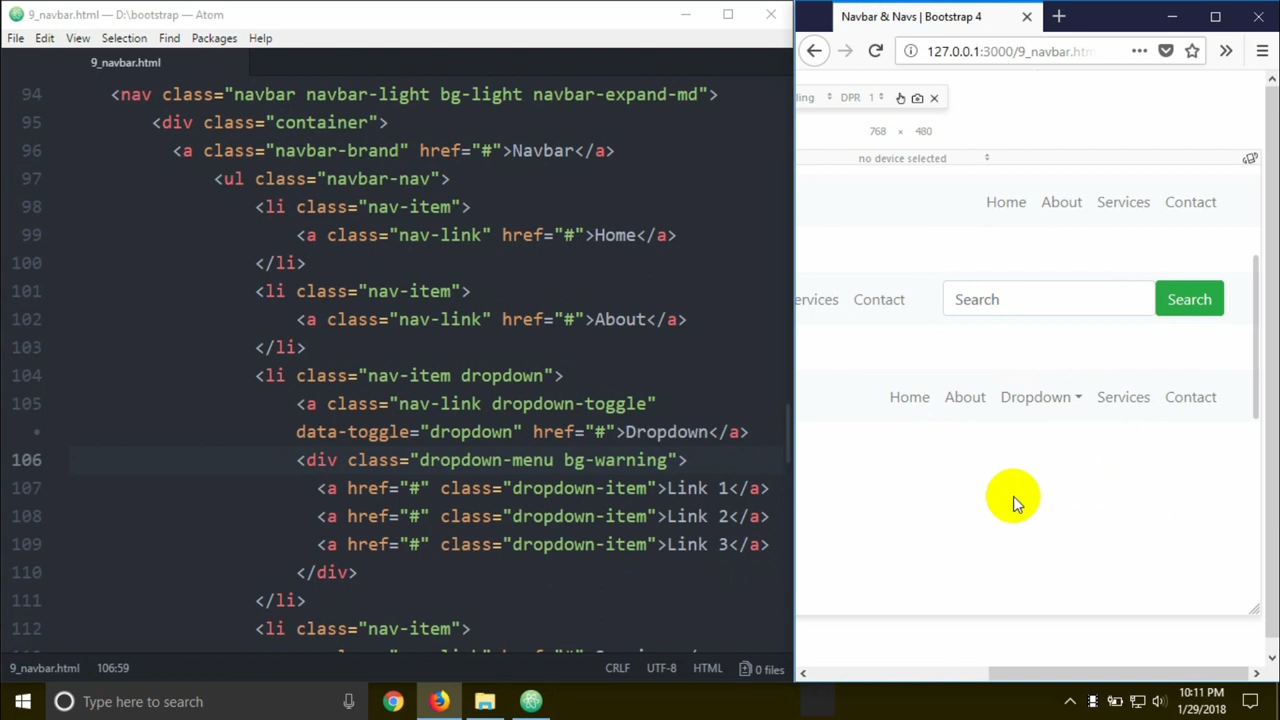 9_navbar.html — D:\bootstrap — Atom
File Edit View Selection Find Packages Help
9_navbar.html
94 <nav class="navbar navbar-light bg-light navbar-expand-md">
95 <div class="container">
96 <a class="navbar-brand" href="#">Navbar</a>
97 <ul class="navbar-nav">
98 <li class="nav-item">
99 <a class="nav-link" href="#">Home</a>
100 </li>
101 <li class="nav-item">
102 <a class="nav-link" href="#">About</a>
103 </li>
104 <li class="nav-item dropdown">
105 <a class="nav-link dropdown-toggle"
• data-toggle="dropdown" href="#">Dropdown</a>
106 <div class="dropdown-menu bg-warning">
107 <a href="#" class="dropdown-item">Link 1</a>
108 <a href="#" class="dropdown-item">Link 2</a>
109 <a href="#" class="dropdown-item">Link 3</a>
110 </div>
111 </li>
112 <li class="nav-item">
9_navbar.html 106:59 CRLF UTF-8 HTML 0 files
Navbar & Navs | Bootstrap 4
127.0.0.1:3000/9_navbar.htm
ling DPR 1
768 × 480
no device selected
Home About Services Contact
ervices Contact Search Search
Home About Dropdown Services Contact
Type here to search
10:11 PM
1/29/2018